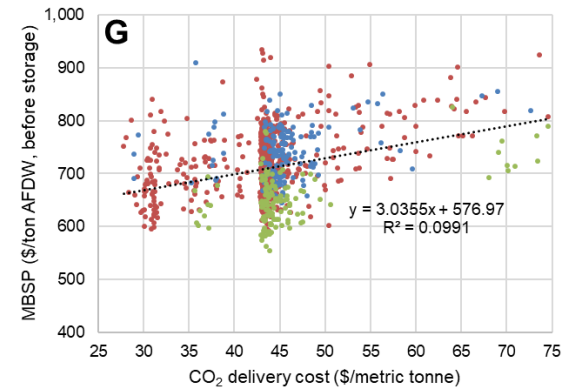 G
1,000
900
800
700
600
500
400
MBSP ($/ton AFDW, before storage)
y = 3.0355x + 576.97
R² = 0.0991
25 30 35 40 45 50 55 60 65 70 75
CO₂ delivery cost ($/metric tonne)